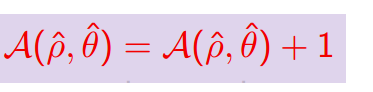 𝒜(ρ̂, θ̂) = 𝒜(ρ̂, θ̂) + 1